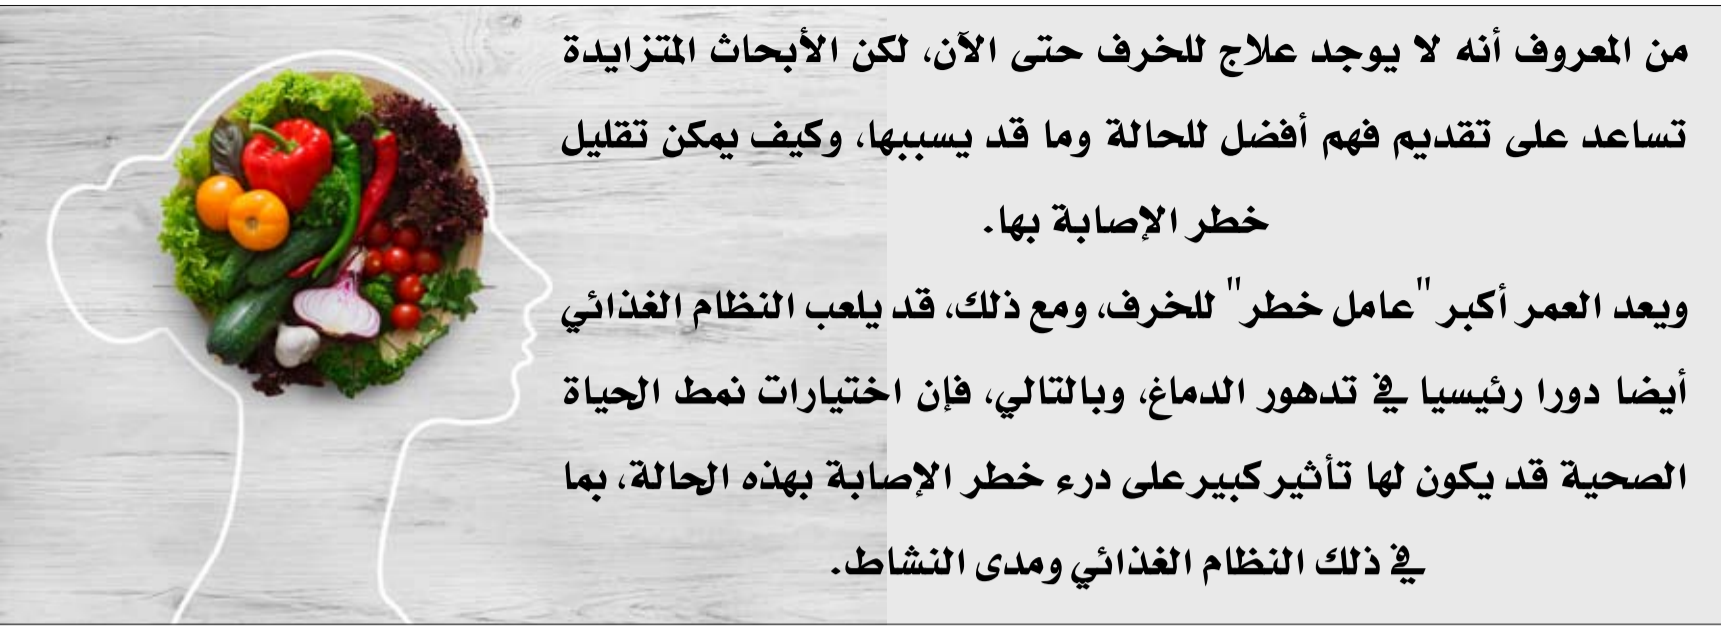 من المعروف أنه لا يوجد علاج للخرف حتى الآن، لكن الأبحاث المتزايدة
تساعد على تقديم فهم أفضل للحالة وما قد يسببها، وكيف يمكن تقليل
خطر الإصابة بها.
ويعد العمر أكبر "عامل خطر" للخرف، ومع ذلك، قد يلعب النظام الغذائي
أيضا دورا رئيسيا في تدهور الدماغ، وبالتالي، فإن اختيارات نمط الحياة
الصحية قد يكون لها تأثير كبير على درء خطر الإصابة بهذه الحالة، بما
في ذلك النظام الغذائي ومدى النشاط.